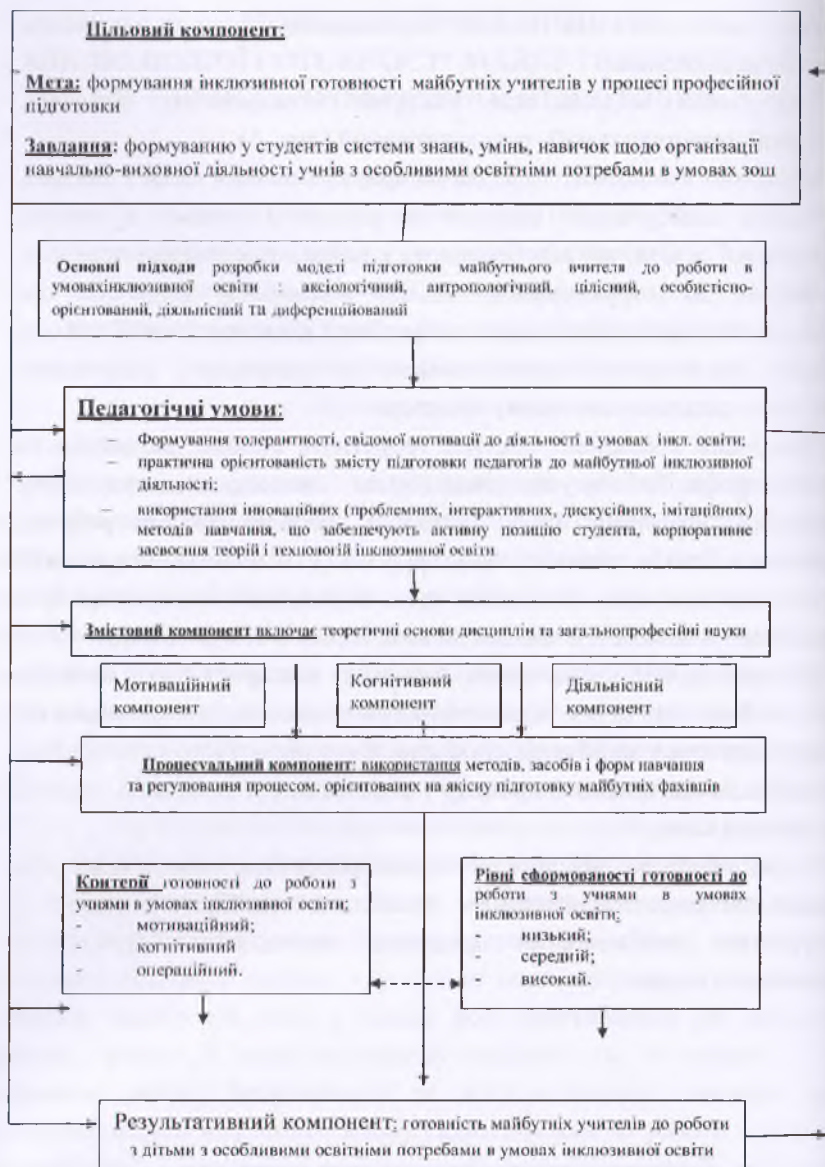 Цільовий компонент:
Мета: формування інклюзивної готовності майбутніх учителів у процесі професійної
підготовки
Завдання: формуванню у студентів системи знань, умінь, навичок щодо організації
навчально-виховної діяльності учнів з особливими освітніми потребами в умовах зош
Основні підходи розробки моделі підготовки майбутнього вчителя до роботи в
умовахінклюзивної освіти - аксіологічний, антропологічний, цілісний, особистісно-
орієнтований, діяльнісний та диференційований
Педагогічні умови:
- Формування толерантності, свідомої мотивації до діяльності в умовах інкл. освіти;
- практична орієнтованість змісту підготовки педагогів до майбутньої інклюзивної
діяльності;
- використання інноваційних (проблемних, інтерактивних, дискусійних, імітаційних)
методів навчання, що забезпечують активну позицію студента, корпоративне
засвоєння теорій і технологій інклюзивної освіти.
Змістовий компонент включає теоретичні основи дисциплін та загальнопрофесійні науки
Мотиваційний
компонент
Когнітивний
компонент
Діяльнісний
компонент
Процесуальний компонент: використання методів, засобів і форм навчання
та регулювання процесом, орієнтованих на якісну підготовку майбутніх фахівців
Критерії готовності до роботи з
учнями в умовах інклюзивної освіти;
- мотиваційний;
- когнітивний
- операційний.
Рівні сформованості готовності до
роботи з учнями в умовах
інклюзивної освіти;
- низький;
- середній;
- високий.
Результативний компонент; готовність майбутніх учителів до роботи
з дітьми з особливими освітніми потребами в умовах інклюзивної освіти